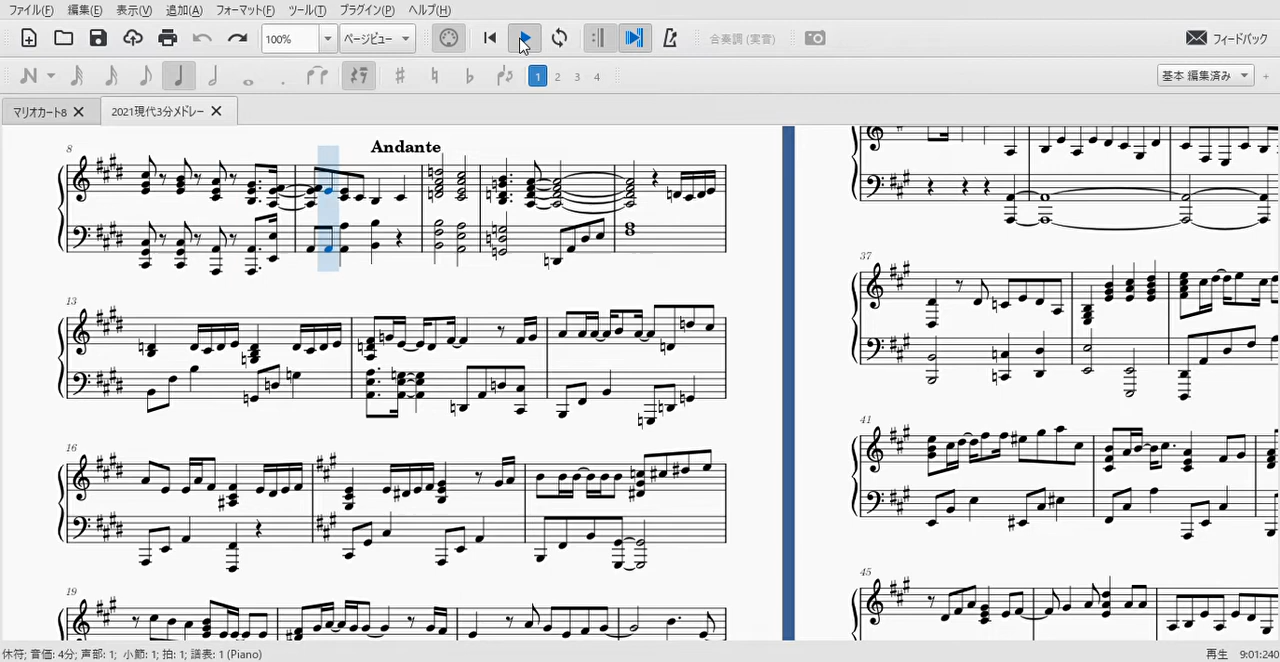 ファイル(F) 編集(E) 表示(V) 追加(A) フォーマット(F) ツール(T) プラグイン(P) ヘルプ(H)
100% ページビュー 合奏調 (実音) フィードバック
1 2 3 4 基本 編集済み +
マリオカート8 2021現代3分メドレー
8 Andante
13
16
19
37
41
45
休符; 音価: 4分; 声部: 1; 小節: 1; 拍: 1; 譜表: 1 (Piano) 再生 9:01:240